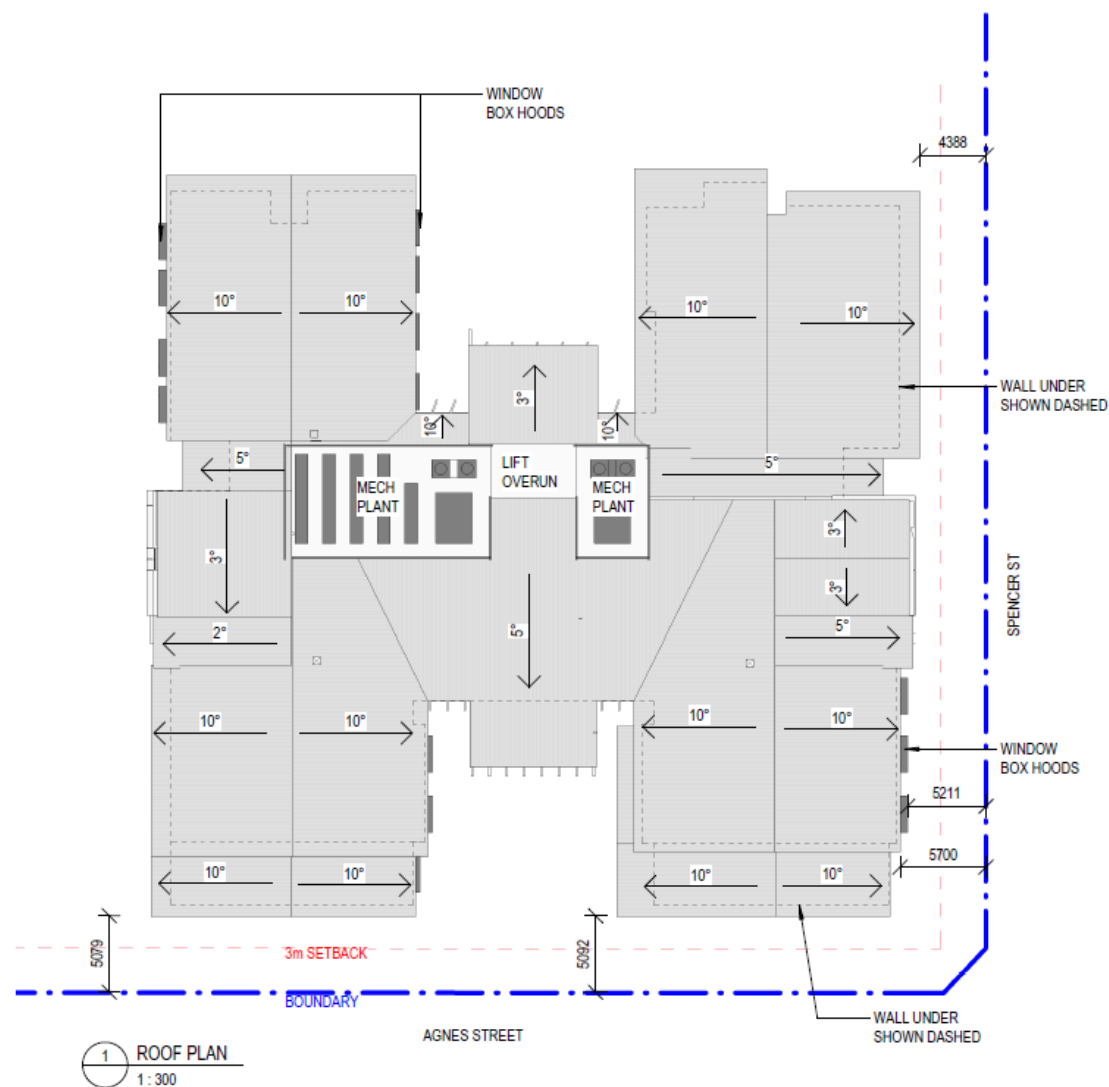 WINDOW
BOX HOODS
4388
10°
10°
10°
10°
WALL UNDER
SHOWN DASHED
3°
10°
10°
5°
LIFT
OVERUN
5°
MECH
PLANT
MECH
PLANT
3°
3°
3°
SPENCER ST
2°
5°
5°
10°
10°
10°
10°
WINDOW
BOX HOODS
5211
5700
10°
10°
10°
10°
5079
5092
3m SETBACK
BOUNDARY
WALL UNDER
SHOWN DASHED
AGNES STREET
1
ROOF PLAN
1 : 300